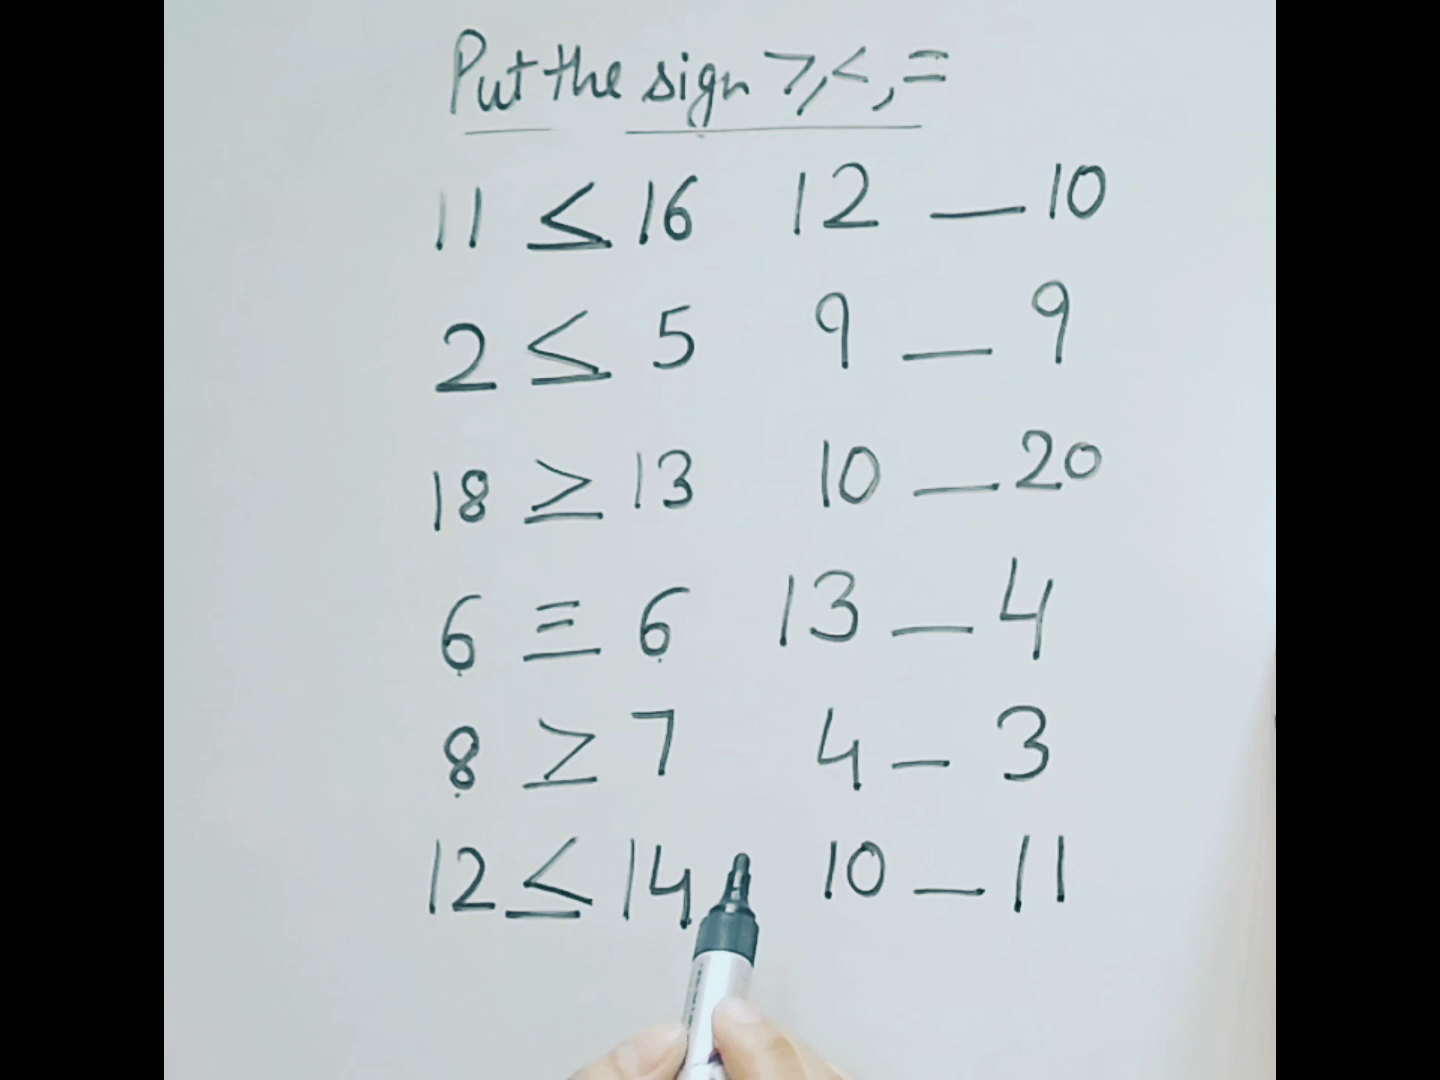 Put the sign >, <, =
11 < 16 12 _ 10
2 < 5 9 _ 9
18 > 13 10 _ 20
6 = 6 13 _ 4
8 > 7 4 _ 3
12 < 14 10 _ 11